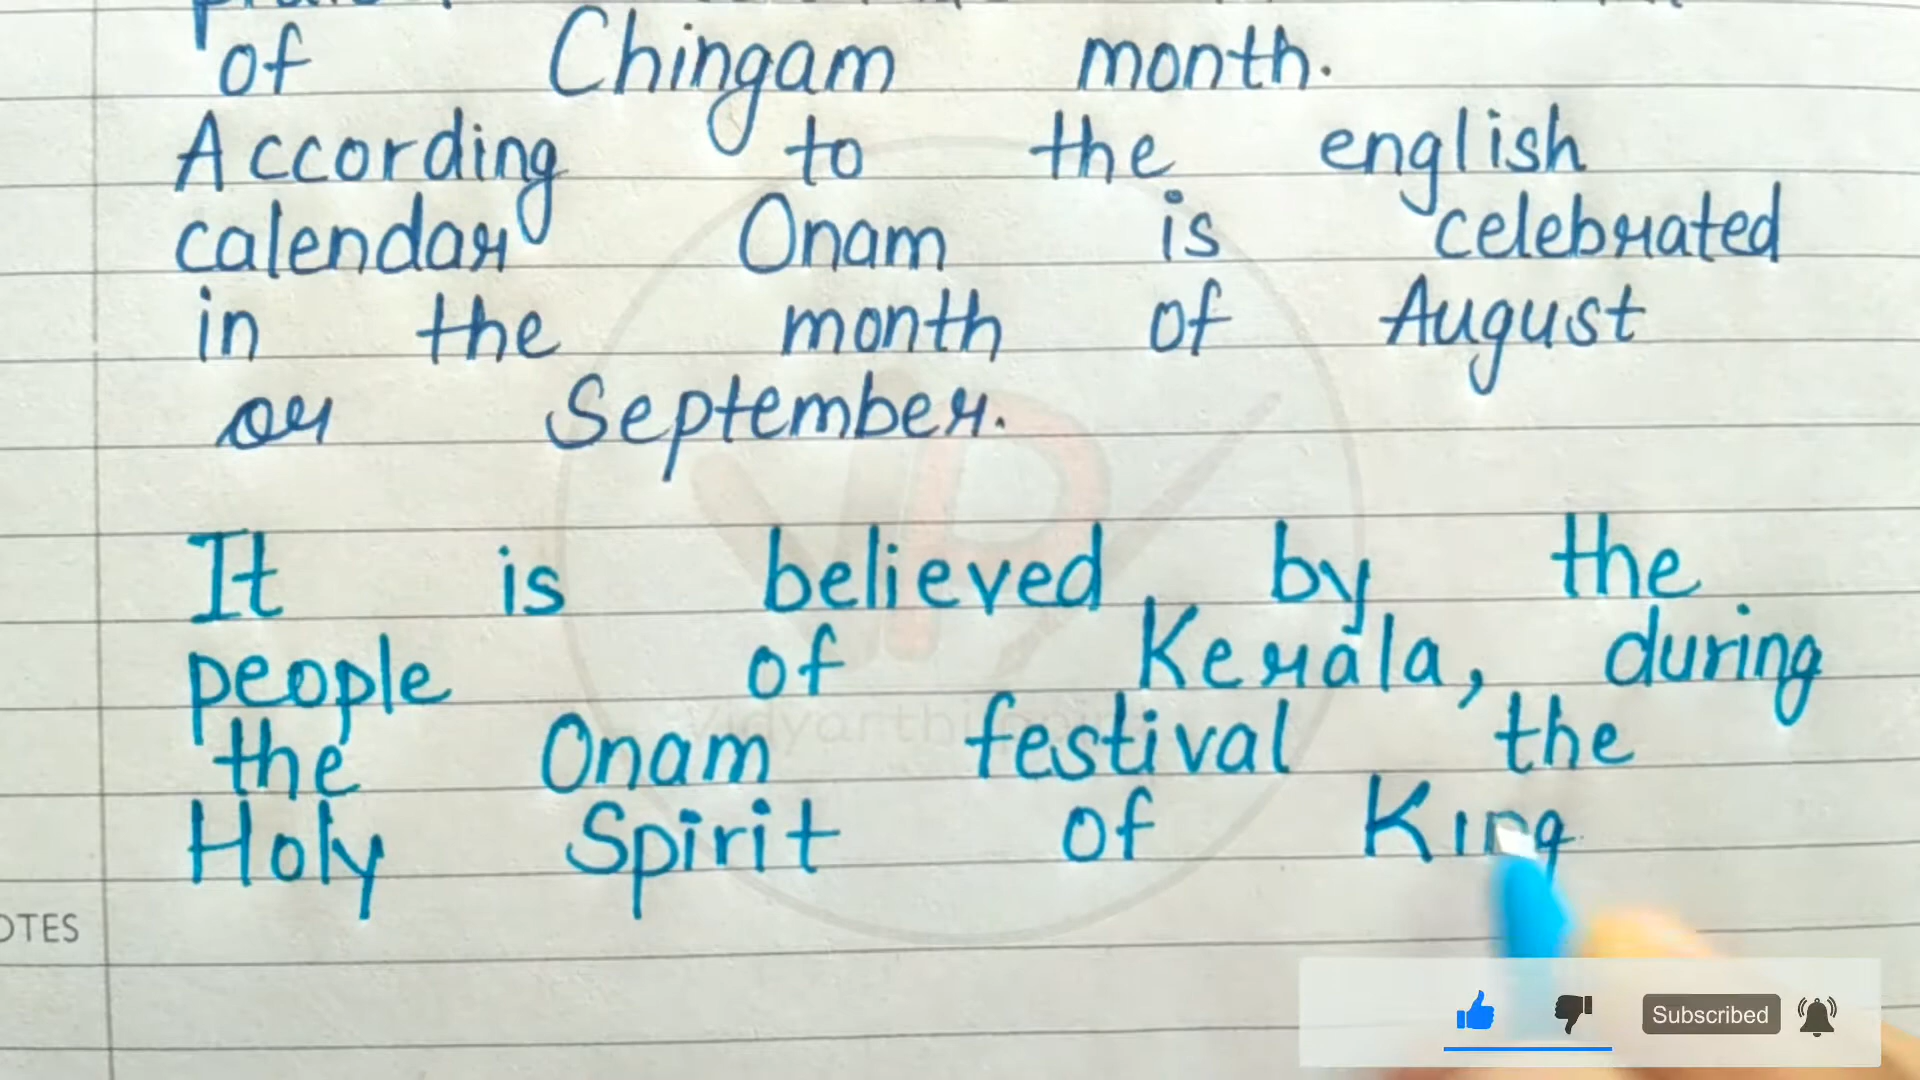 of Chingam month.
According to the english
calendar Onam is celebrated
in the month of August
or September.
It is believed by the
people of Kerala, during
the Onam festival the
Holy Spirit of King
OTES
Subscribed